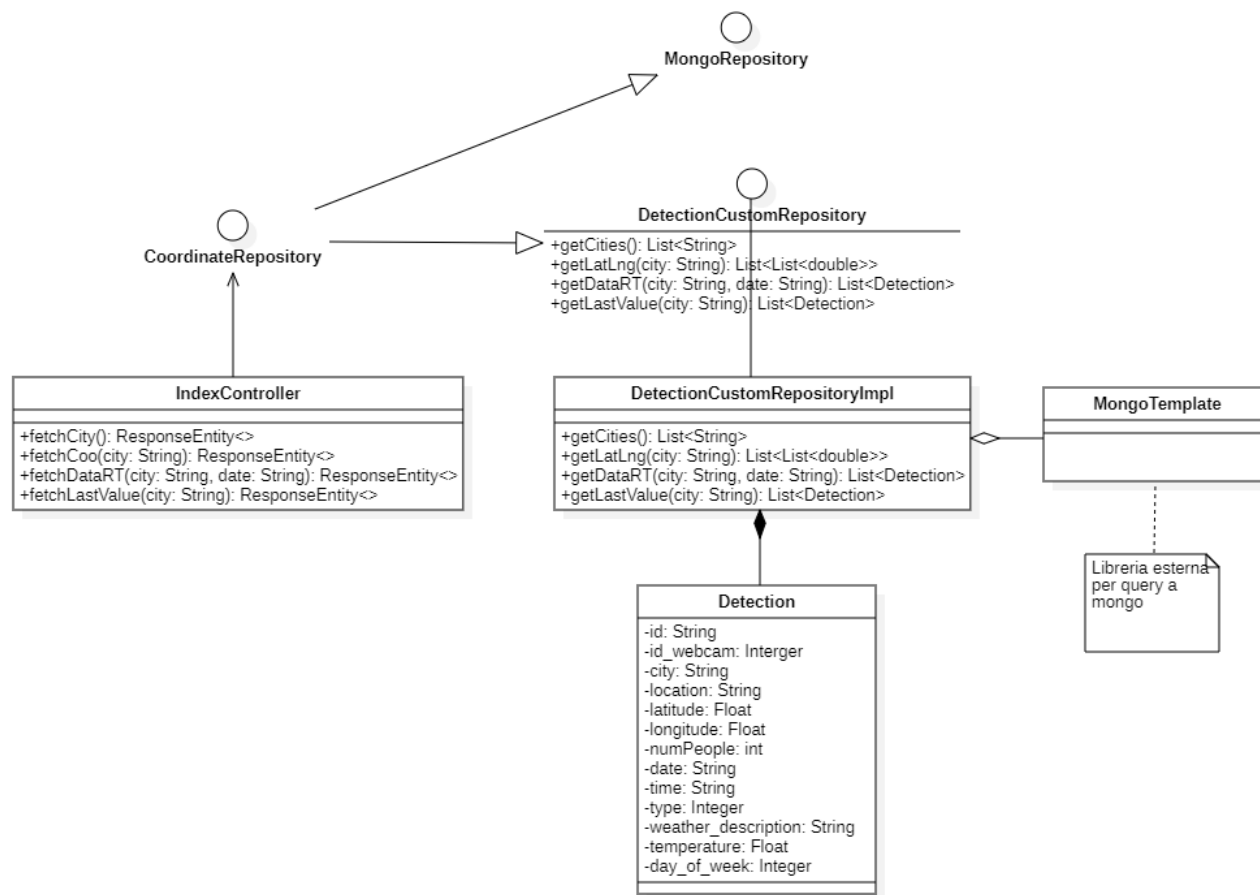 MongoRepository
CoordinateRepository
DetectionCustomRepository
+getCities(): List<String>
+getLatLng(city: String): List<List<double>>
+getDataRT(city: String, date: String): List<Detection>
+getLastValue(city: String): List<Detection>
IndexController
+fetchCity(): ResponseEntity<>
+fetchCoo(city: String): ResponseEntity<>
+fetchDataRT(city: String, date: String): ResponseEntity<>
+fetchLastValue(city: String): ResponseEntity<>
DetectionCustomRepositoryImpl
+getCities(): List<String>
+getLatLng(city: String): List<List<double>>
+getDataRT(city: String, date: String): List<Detection>
+getLastValue(city: String): List<Detection>
MongoTemplate
Libreria esterna
per query a
mongo
Detection
-id: String
-id_webcam: Interger
-city: String
-location: String
-latitude: Float
-longitude: Float
-numPeople: int
-date: String
-time: String
-type: Integer
-weather_description: String
-temperature: Float
-day_of_week: Integer